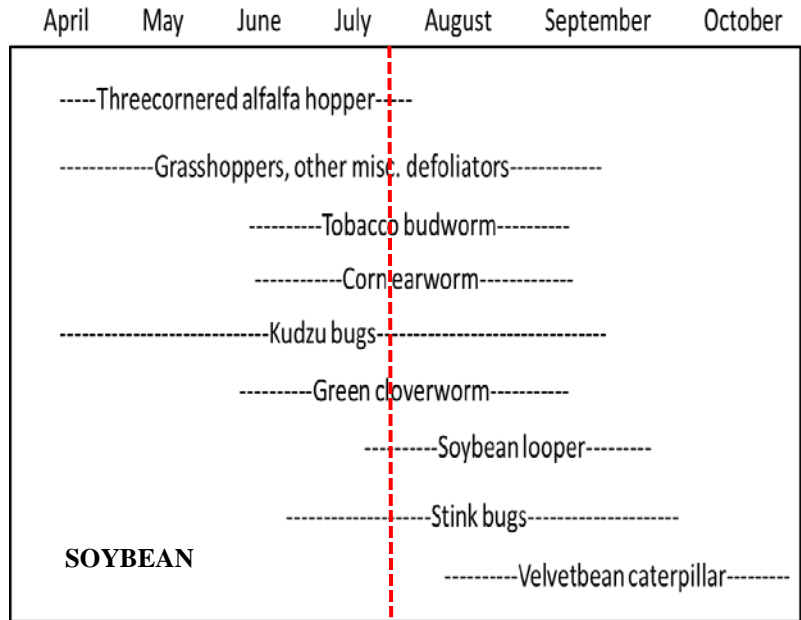 April May June July August September October
-----Threecornered alfalfa hopper-----
-------------Grasshoppers, other misc. defoliators-------------
----------Tobacco budworm----------
------------Corn earworm-------------
-----------------------------Kudzu bugs--------------------------------
----------Green cloverworm-----------
----------Soybean looper---------
--------------------Stink bugs---------------------
SOYBEAN
----------Velvetbean caterpillar---------